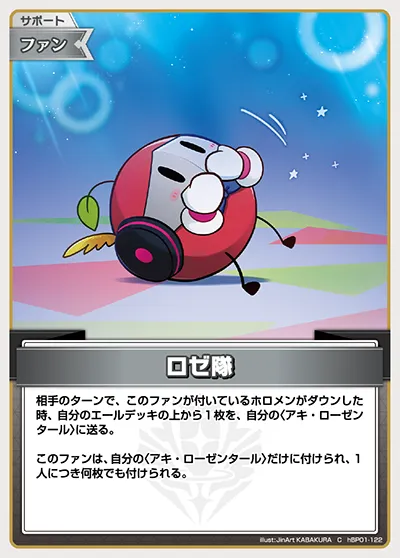 サポート
ファン
ロゼ隊
相手のターンで、このファンが付いているホロメンがダウンした
時、自分のエールデッキの上から1枚を、自分の〈アキ・ローゼン
タール〉に送る。
このファンは、自分の〈アキ・ローゼンタール〉だけに付けられ、1
人につき何枚でも付けられる。
illust:JinArt KABAKURA C hSP01-122